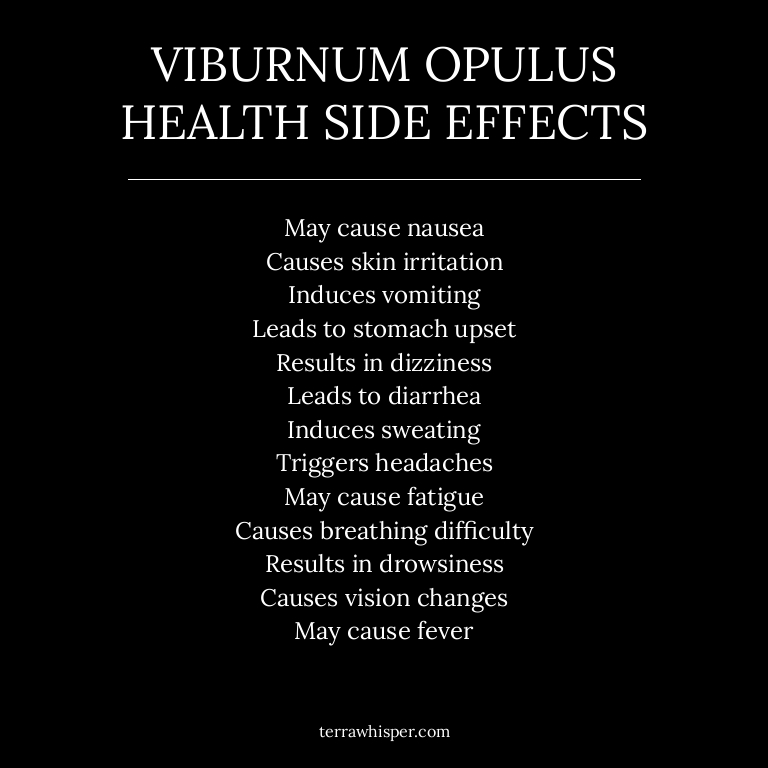 VIBURNUM OPULUS
HEALTH SIDE EFFECTS
May cause nausea
Causes skin irritation
Induces vomiting
Leads to stomach upset
Results in dizziness
Leads to diarrhea
Induces sweating
Triggers headaches
May cause fatigue
Causes breathing difficulty
Results in drowsiness
Causes vision changes
May cause fever
terrawhisper.com